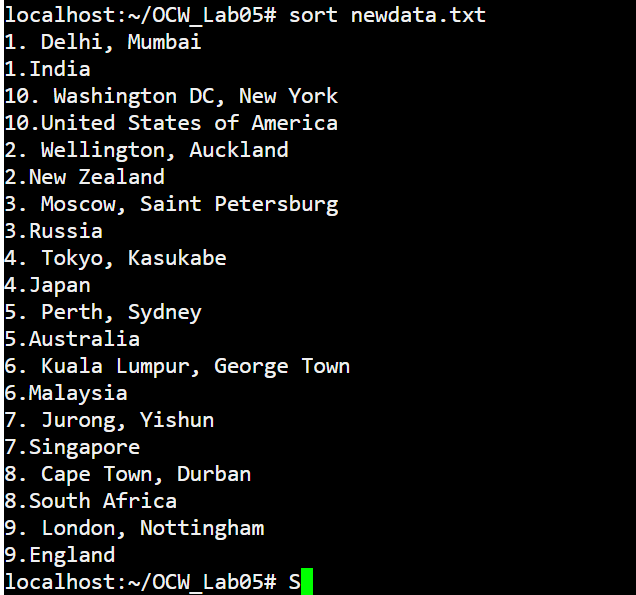 localhost:~/OCW_Lab05# sort newdata.txt
1. Delhi, Mumbai
1.India
10. Washington DC, New York
10.United States of America
2. Wellington, Auckland
2.New Zealand
3. Moscow, Saint Petersburg
3.Russia
4. Tokyo, Kasukabe
4.Japan
5. Perth, Sydney
5.Australia
6. Kuala Lumpur, George Town
6.Malaysia
7. Jurong, Yishun
7.Singapore
8. Cape Town, Durban
8.South Africa
9. London, Nottingham
9.England
localhost:~/OCW_Lab05# S